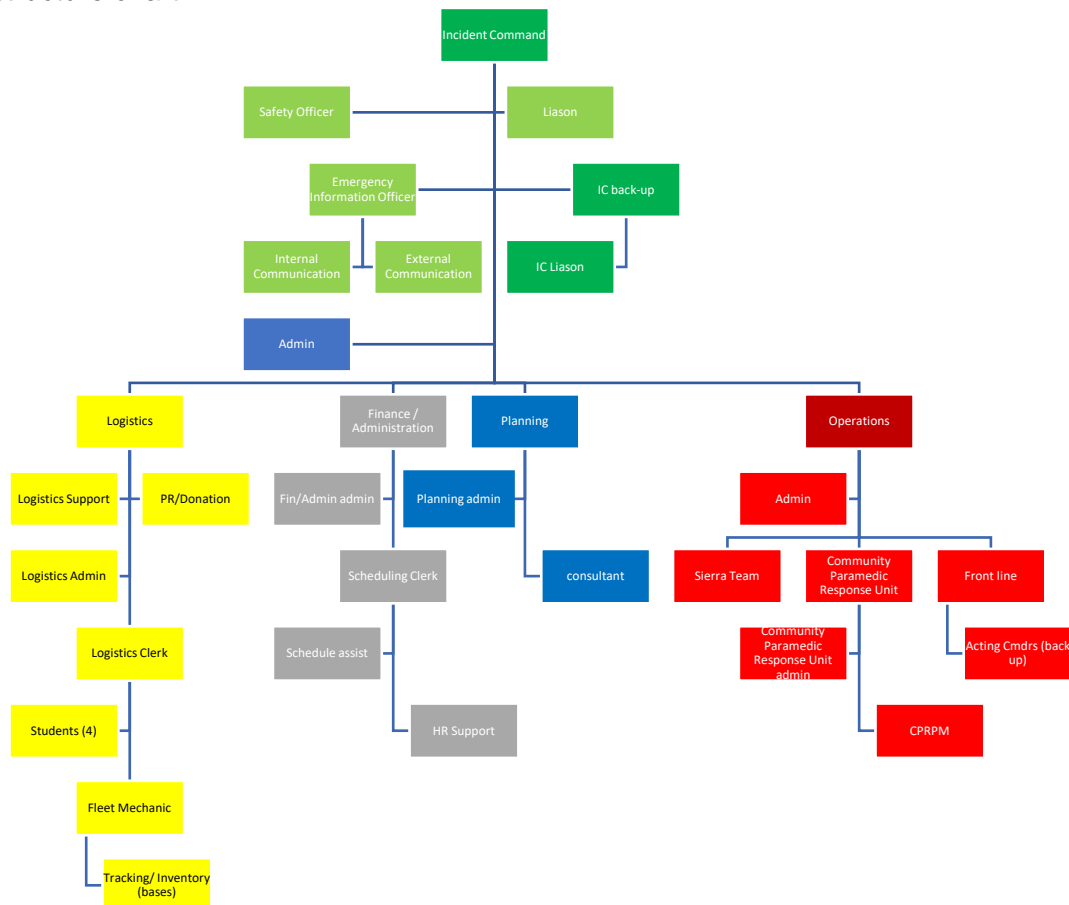 Incident Command
Safety Officer
Liason
Emergency
Information Officer
IC back-up
Internal
Communication
External
Communication
IC Liason
Admin
Logistics
Finance /
Administration
Planning
Operations
Logistics Support
PR/Donation
Fin/Admin admin
Planning admin
Admin
Logistics Admin
Scheduling Clerk
consultant
Sierra Team
Community
Paramedic
Response Unit
Front line
Logistics Clerk
Schedule assist
Community
Paramedic
Response Unit
admin
Acting Cmdrs (back
up)
Students (4)
HR Support
CPRPM
Fleet Mechanic
Tracking/ Inventory
(bases)